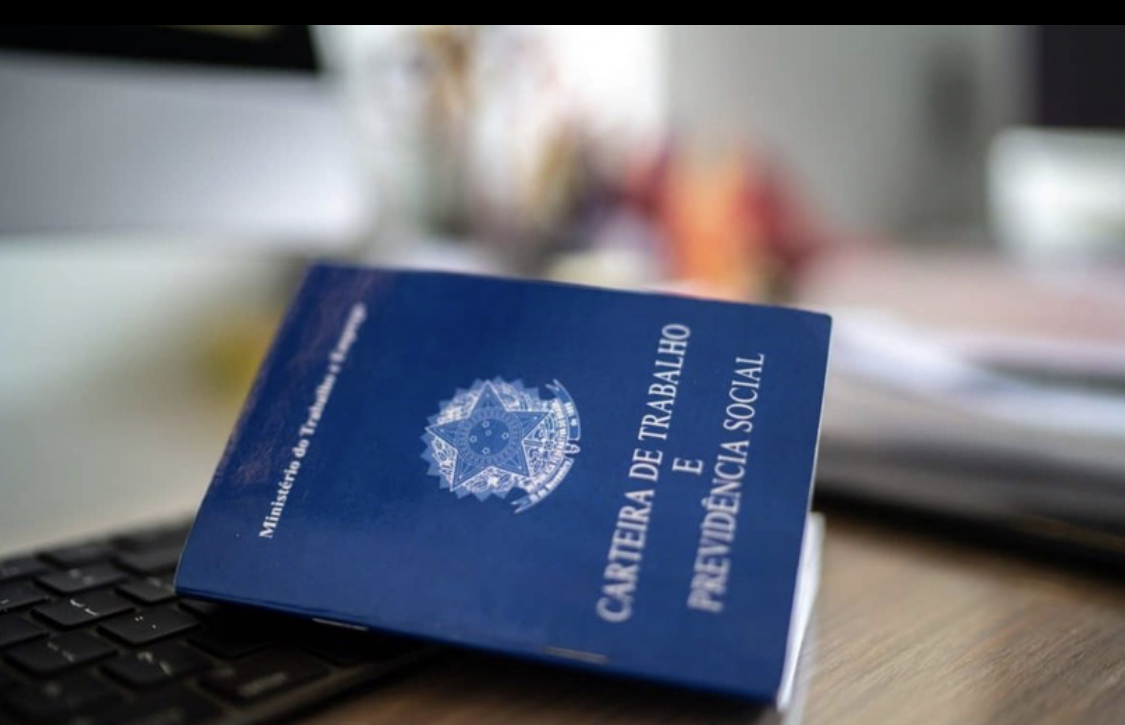 Ministério do Trabalho e Emprego
CARTEIRA DE TRABALHO
E
PREVIDÊNCIA SOCIAL